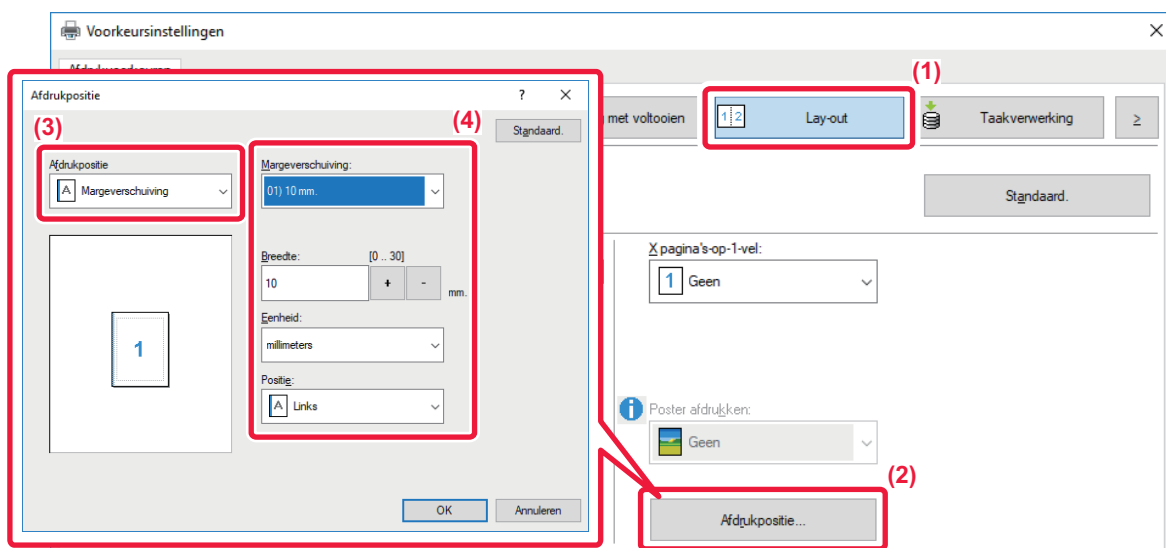 Voorkeursinstellingen
(1)
met voltooien
1 2
Lay-out
Taakverwerking
>
Standaard.
X pagina's-op-1-vel:
1
Geen
Poster afdrukken:
Geen
(2)
Afdrukpositie...
Afdrukpositie
?
(3)
(4)
Standaard.
Afdrukpositie
A Margeverschuiving
1
Margeverschuiving:
01) 10 mm.
Breedte: [0 .. 30]
10 + - mm.
Eenheid:
millimeters
Positie:
A Links
OK
Annuleren